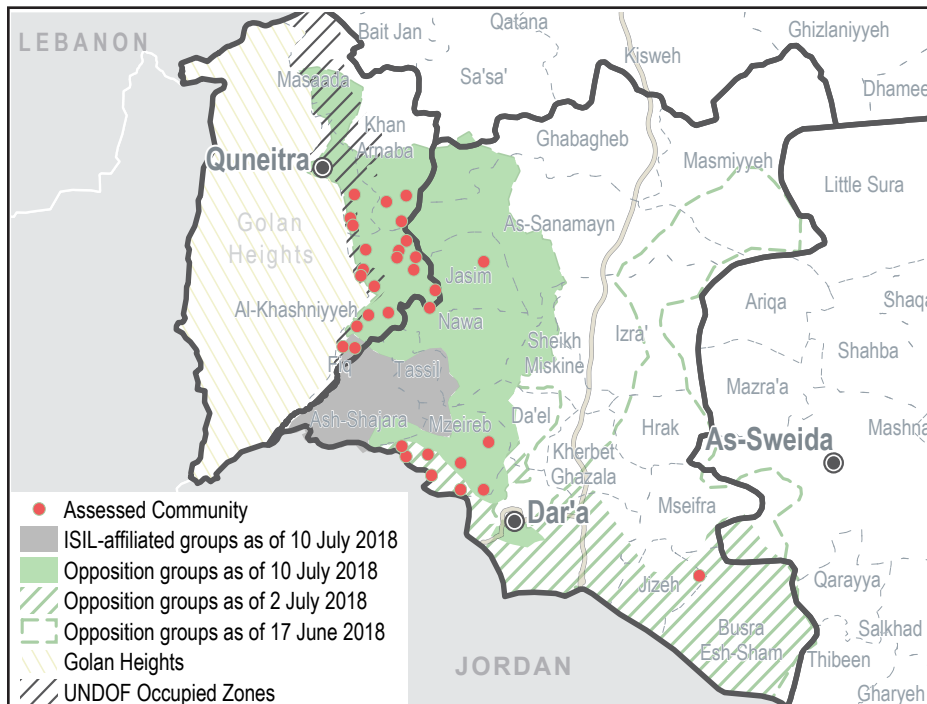 LEBANON
Bait Jan
Qatana
Ghizlaniyyeh
Kisweh
Sa'sa'
Masaada
Khan
Arnaba
Ghabagheb
Quneitra
Masmiyyeh
Little Sura
Golan
Heights
As-Sanamayn
Jasim
Al-Khashniyyeh
Nawa
Ariqa
Izra'
Sheikh
Miskine
Shahba
Fiq
Tassil
Mazra'a
Ash-Shajara
Mzeireb
Da'el
Hrak
As-Sweida
Kherbet
Ghazala
Mseifra
Dar'a
Jizeh
Qarayya
Busra
Esh-Sham
Salkhad
Thibeen
Gharyeh
JORDAN
Assessed Community
ISIL-affiliated groups as of 10 July 2018
Opposition groups as of 10 July 2018
Opposition groups as of 2 July 2018
Opposition groups as of 17 June 2018
Golan Heights
UNDOF Occupied Zones